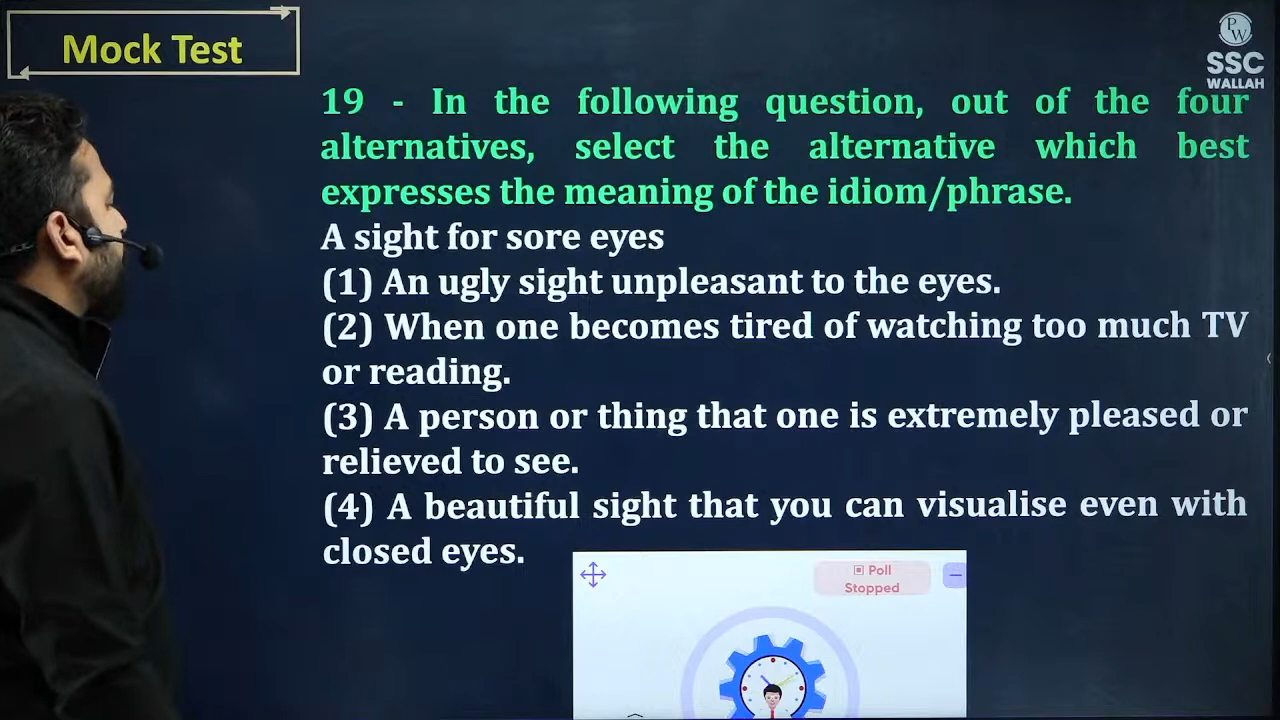 Mock Test
PW
SSC
WALLAH
19 - In the following question, out of the four
alternatives, select the alternative which best
expresses the meaning of the idiom/phrase.
A sight for sore eyes
(1) An ugly sight unpleasant to the eyes.
(2) When one becomes tired of watching too much TV
or reading.
(3) A person or thing that one is extremely pleased or
relieved to see.
(4) A beautiful sight that you can visualise even with
closed eyes.
Poll
Stopped